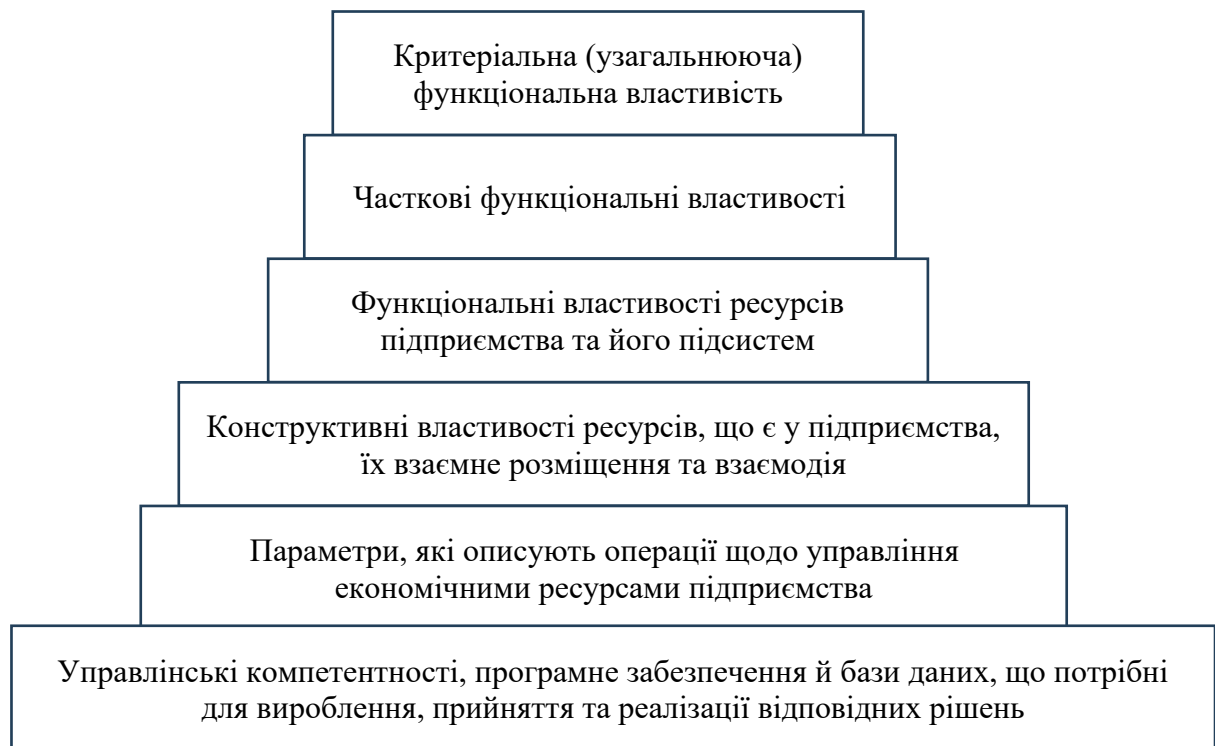 Критеріальна (узагальнююча)
функціональна властивість
Часткові функціональні властивості
Функціональні властивості ресурсів
підприємства та його підсистем
Конструктивні властивості ресурсів, що є у підприємства,
їх взаємне розміщення та взаємодія
Параметри, які описують операції щодо управління
економічними ресурсами підприємства
Управлінські компетентності, програмне забезпечення й бази даних, що потрібні
для вироблення, прийняття та реалізації відповідних рішень